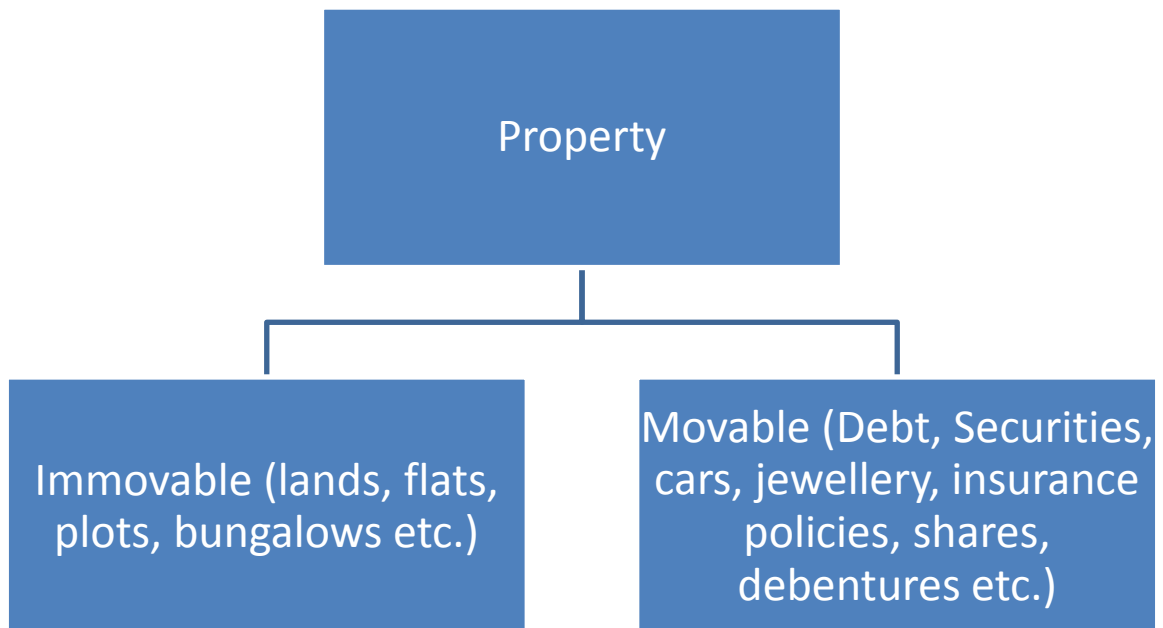 Property
Immovable (lands, flats,
plots, bungalows etc.)
Movable (Debt, Securities,
cars, jewellery, insurance
policies, shares,
debentures etc.)